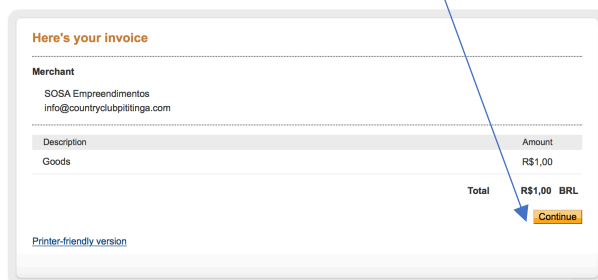 Here's your invoice
Merchant
SOSA Empreendimentos
info@countryclubpititinga.com
Description Amount
Goods R$1,00
Total R$1,00 BRL
Continue
Printer-friendly version